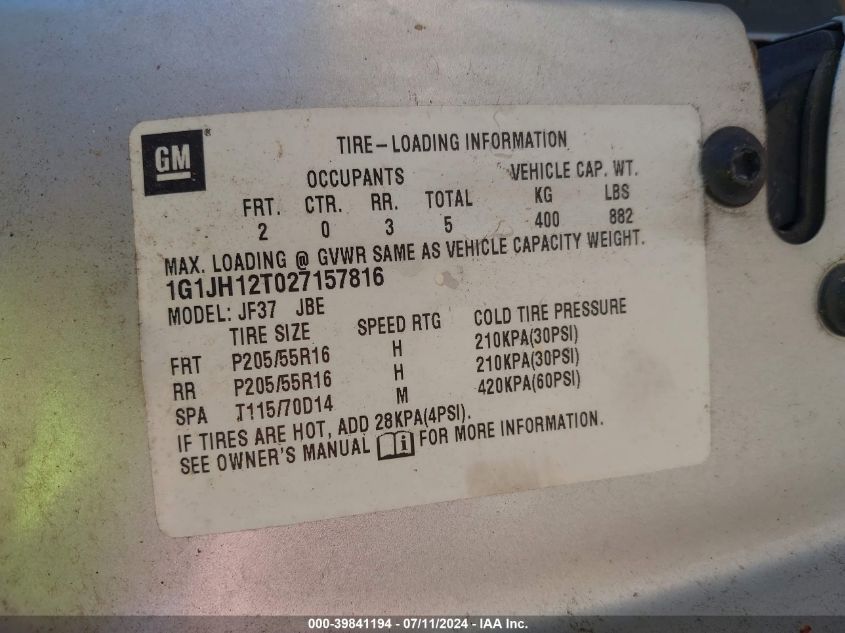 GM®
TIRE-LOADING INFORMATION
OCCUPANTS VEHICLE CAP. WT.
FRT. CTR. RR. TOTAL KG LBS
2 0 3 5 400 882
MAX. LOADING @ GVWR SAME AS VEHICLE CAPACITY WEIGHT.
1G1JH12T027157816
MODEL: JF37 JBE
TIRE SIZE SPEED RTG COLD TIRE PRESSURE
FRT P205/55R16 H 210KPA(30PSI)
RR P205/55R16 H 210KPA(30PSI)
SPA T115/70D14 M 420KPA(60PSI)
IF TIRES ARE HOT, ADD 28KPA(4PSI).
SEE OWNER'S MANUAL i FOR MORE INFORMATION.
000-39841194 - 07/11/2024 - IAA Inc.